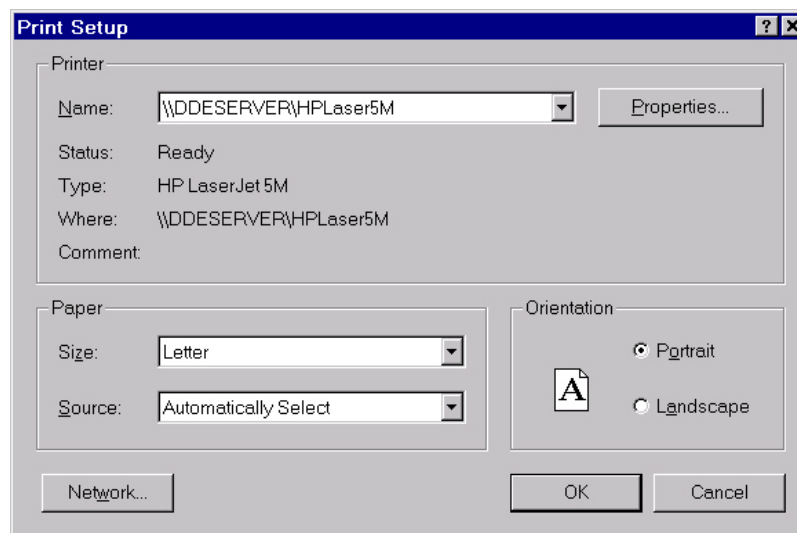 Print Setup
Printer
Name: \\DDESERVER\HPLaser5M Properties...
Status: Ready
Type: HP LaserJet 5M
Where: \\DDESERVER\HPLaser5M
Comment:
Paper
Size: Letter
Source: Automatically Select
Orientation
A
Portrait
Landscape
Network... OK Cancel